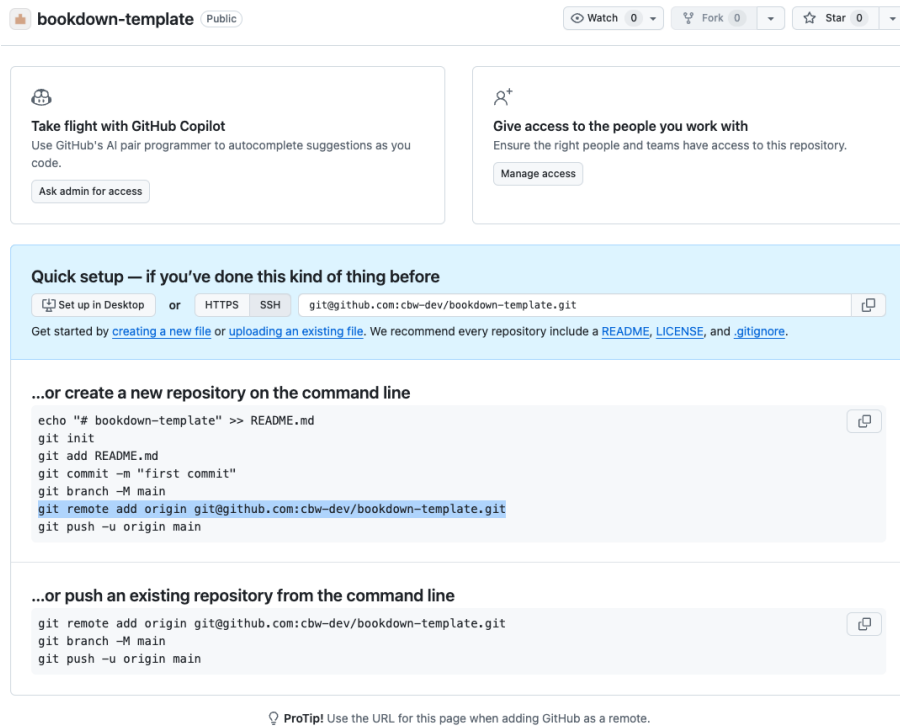 bookdown-template Public Watch 0 Fork 0 Star 0
Take flight with GitHub Copilot
Use GitHub's AI pair programmer to autocomplete suggestions as you
code.
Ask admin for access
Give access to the people you work with
Ensure the right people and teams have access to this repository.
Manage access
Quick setup — if you've done this kind of thing before
Set up in Desktop or HTTPS SSH git@github.com:cbw-dev/bookdown-template.git
Get started by creating a new file or uploading an existing file. We recommend every repository include a README, LICENSE, and .gitignore.
...or create a new repository on the command line
echo "# bookdown-template" >> README.md
git init
git add README.md
git commit -m "first commit"
git branch -M main
git remote add origin git@github.com:cbw-dev/bookdown-template.git
git push -u origin main
...or push an existing repository from the command line
git remote add origin git@github.com:cbw-dev/bookdown-template.git
git branch -M main
git push -u origin main
ProTip! Use the URL for this page when adding GitHub as a remote.